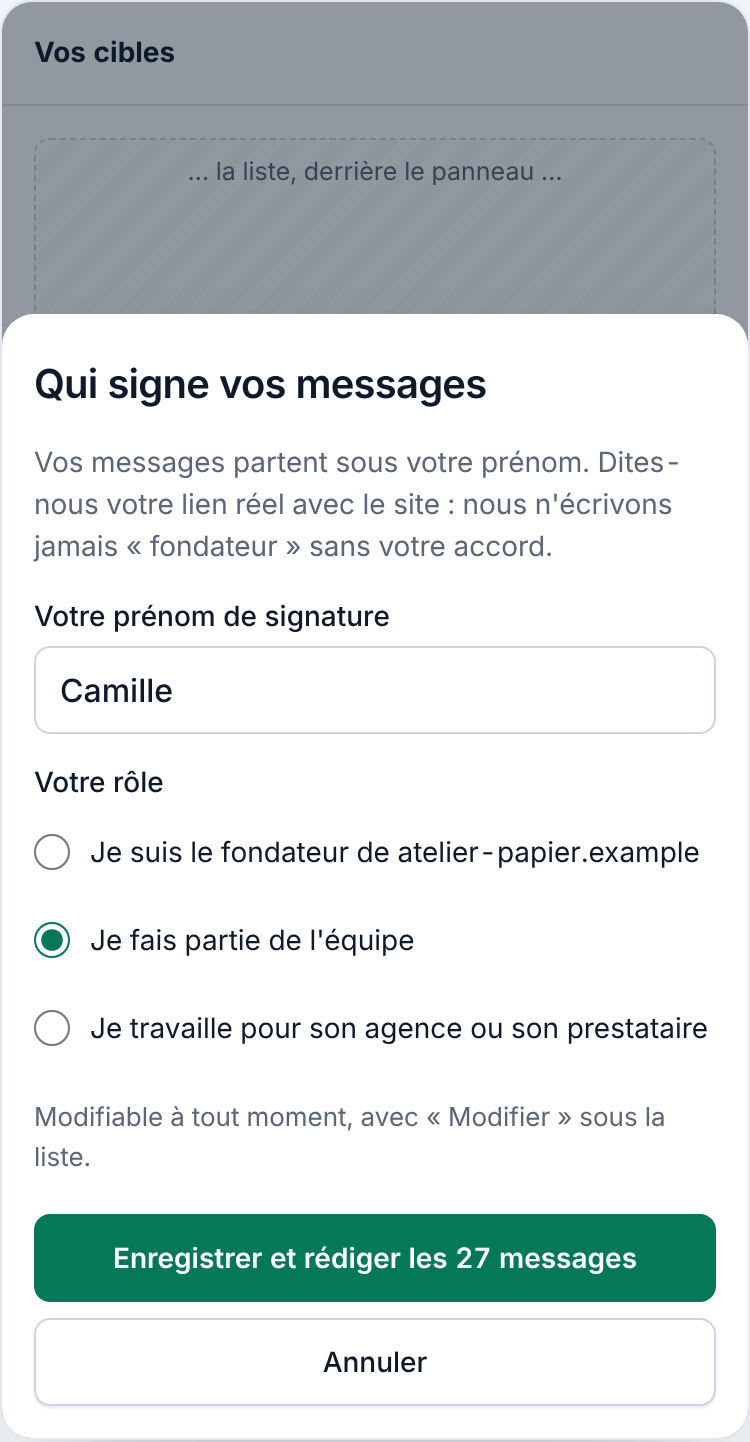 Vos cibles
... la liste, derrière le panneau ...
Qui signe vos messages
Vos messages partent sous votre prénom. Dites-
nous votre lien réel avec le site : nous n'écrivons
jamais « fondateur » sans votre accord.
Votre prénom de signature
Camille
Votre rôle
Je suis le fondateur de atelier-papier.example
Je fais partie de l'équipe
Je travaille pour son agence ou son prestataire
Modifiable à tout moment, avec « Modifier » sous la
liste.
Enregistrer et rédiger les 27 messages
Annuler